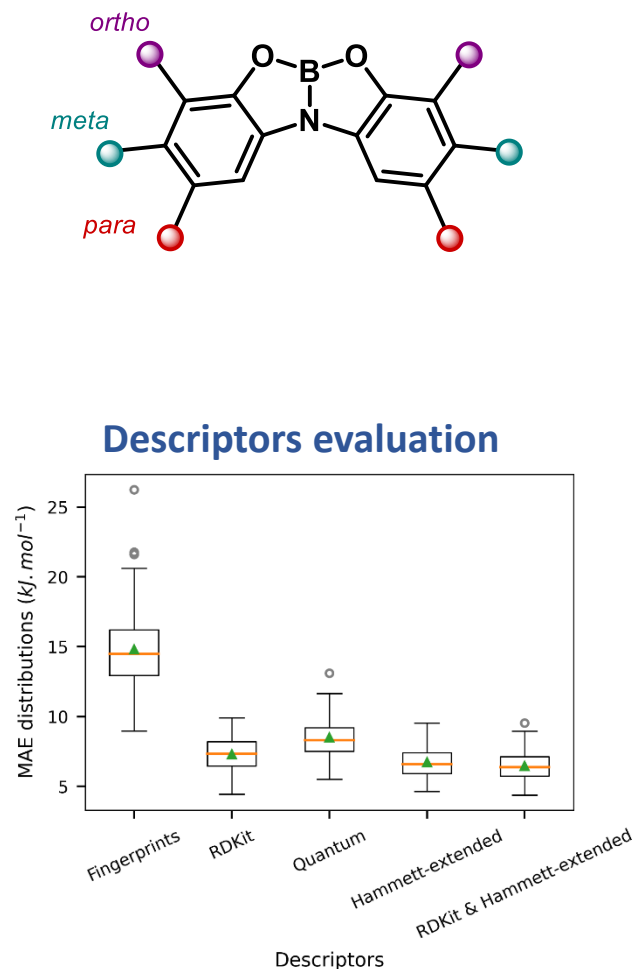 ortho
O
B
O
meta
N
para
Descriptors evaluation
MAE distributions (kJ.mol⁻¹)
25
20
15
10
5
Fingerprints
RDKit
Quantum
Hammett-extended
RDKit & Hammett-extended
Descriptors